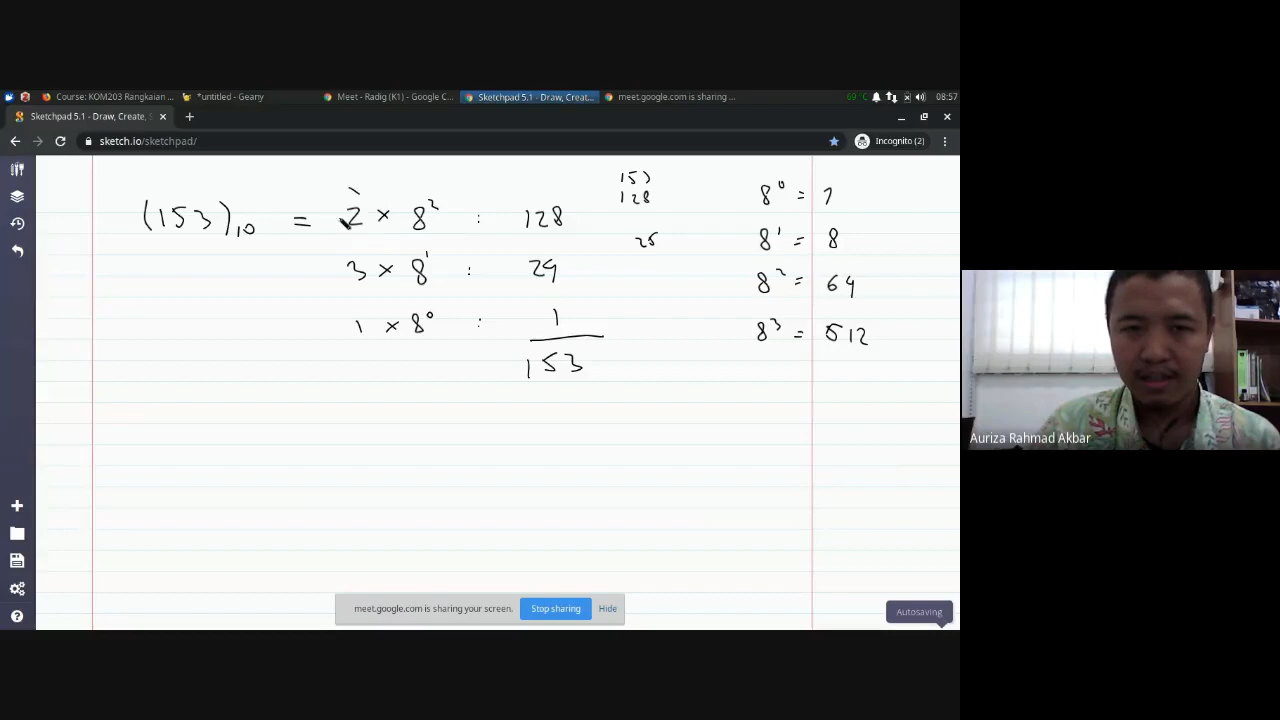 Course: KOM203 Rangkaian ...
*untitled - Geany
Meet - Radig (K1) - Google C...
Sketchpad 5.1 - Draw, Creat...
meet.google.com is sharing ...
69 °C
08:57
Sketchpad 5.1 - Draw, Create, S
sketch.io/sketchpad/
Incognito (2)
(153)₁₀ = 2 × 8² : 128
3 × 8¹ : 24
1 × 8⁰ : 1
153
153
128
25
8⁰ = 1
8¹ = 8
8² = 64
8³ = 512
Auriza Rahmad Akbar
meet.google.com is sharing your screen.
Stop sharing
Hide
Autosaving